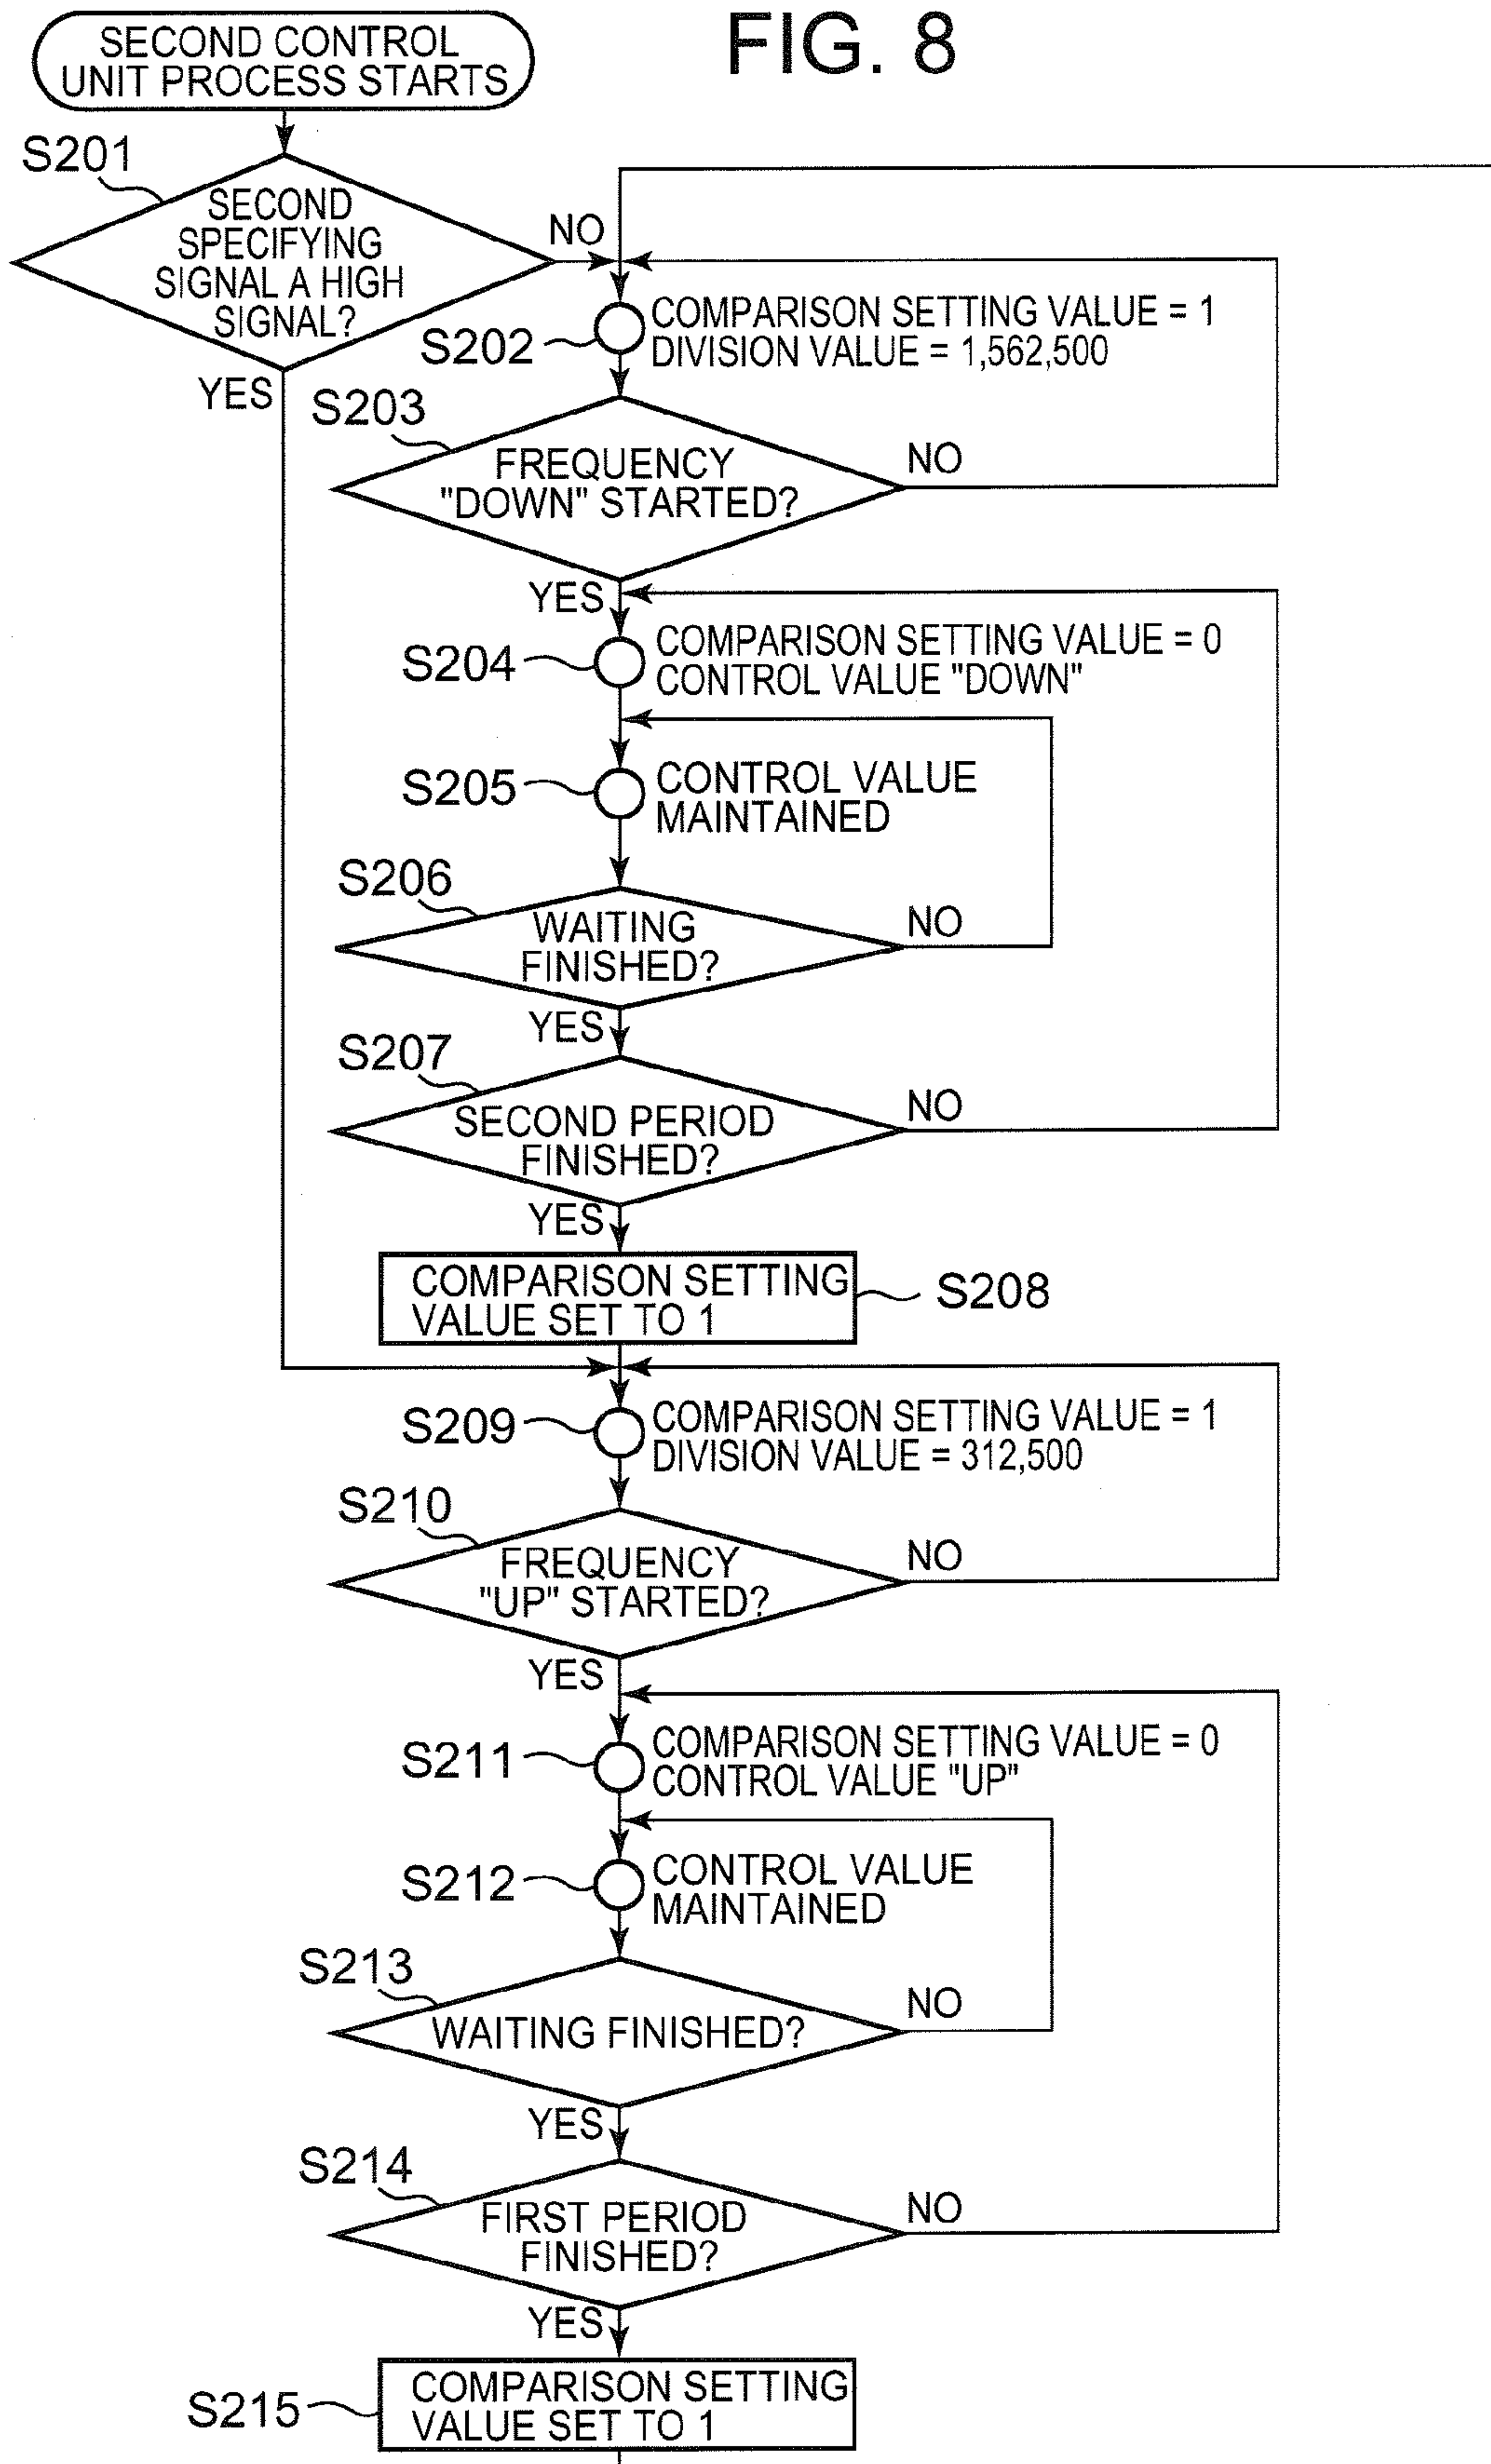 FIG. 8
SECOND CONTROL
UNIT PROCESS STARTS
S201
SECOND
SPECIFYING
SIGNAL A HIGH
SIGNAL?
NO
YES
S202
COMPARISON SETTING VALUE = 1
DIVISION VALUE = 1,562,500
S203
FREQUENCY
"DOWN" STARTED?
NO
YES
S204
COMPARISON SETTING VALUE = 0
CONTROL VALUE "DOWN"
S205
CONTROL VALUE
MAINTAINED
S206
WAITING
FINISHED?
NO
YES
S207
SECOND PERIOD
FINISHED?
NO
YES
COMPARISON SETTING
VALUE SET TO 1
S208
S209
COMPARISON SETTING VALUE = 1
DIVISION VALUE = 312,500
S210
FREQUENCY
"UP" STARTED?
NO
YES
S211
COMPARISON SETTING VALUE = 0
CONTROL VALUE "UP"
S212
CONTROL VALUE
MAINTAINED
S213
WAITING FINISHED?
NO
YES
S214
FIRST PERIOD
FINISHED?
NO
YES
S215
COMPARISON SETTING
VALUE SET TO 1